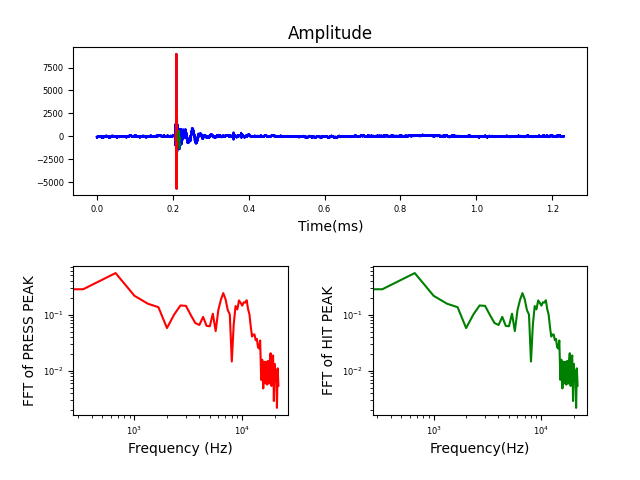 Amplitude
7500
5000
2500
0
−2500
−5000
0.0 0.2 0.4 0.6 0.8 1.0 1.2
Time(ms)
FFT of PRESS PEAK
10⁻¹
10⁻²
10³ 10⁴
Frequency (Hz)
FFT of HIT PEAK
10⁻¹
10⁻²
10³ 10⁴
Frequency(Hz)